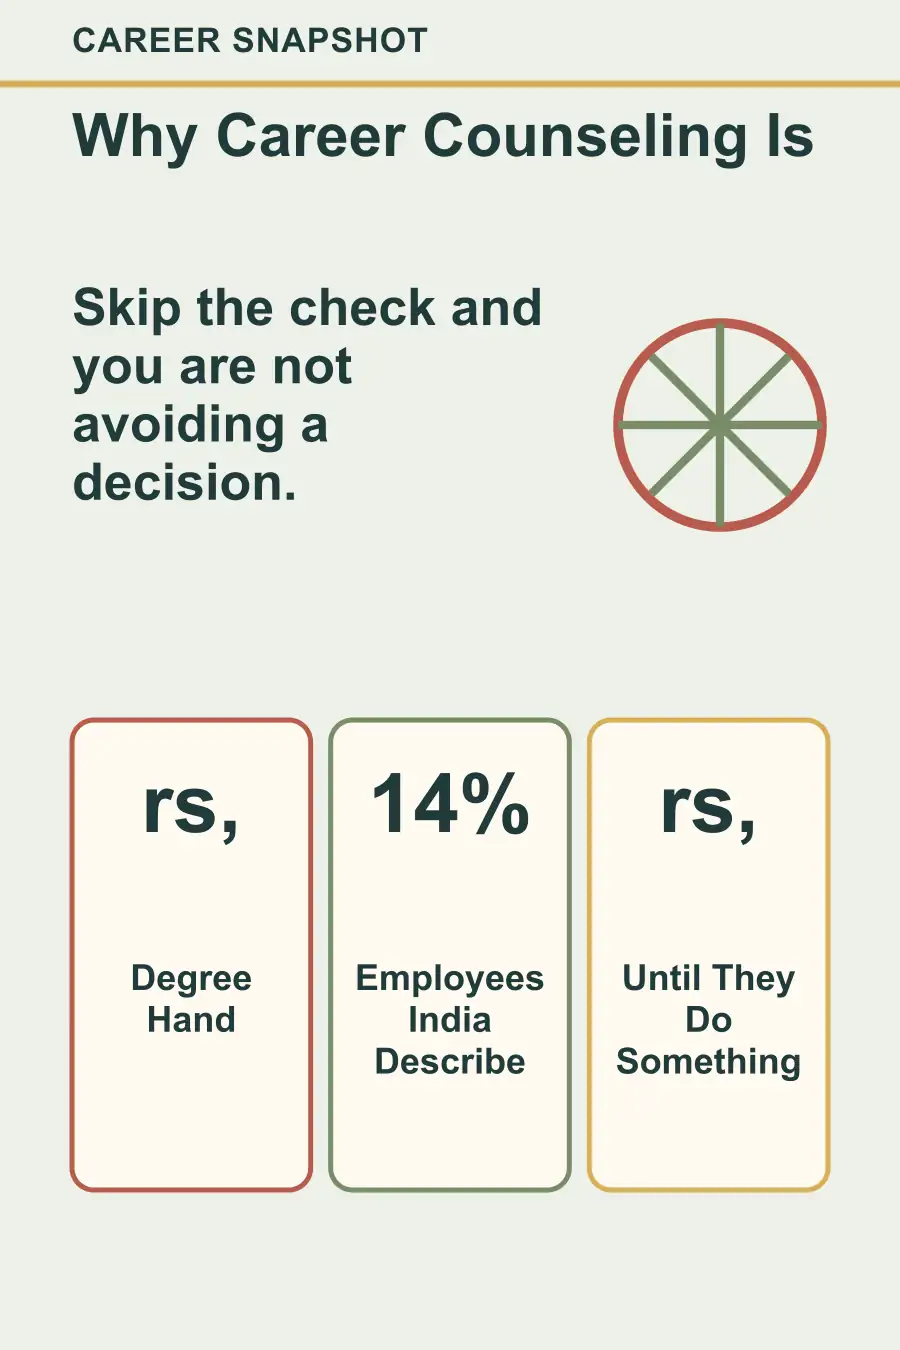 CAREER SNAPSHOT
Why Career Counseling Is
Skip the check and
you are not
avoiding a
decision.
rs,
Degree
Hand
14%
Employees
India
Describe
rs,
Until They
Do
Something